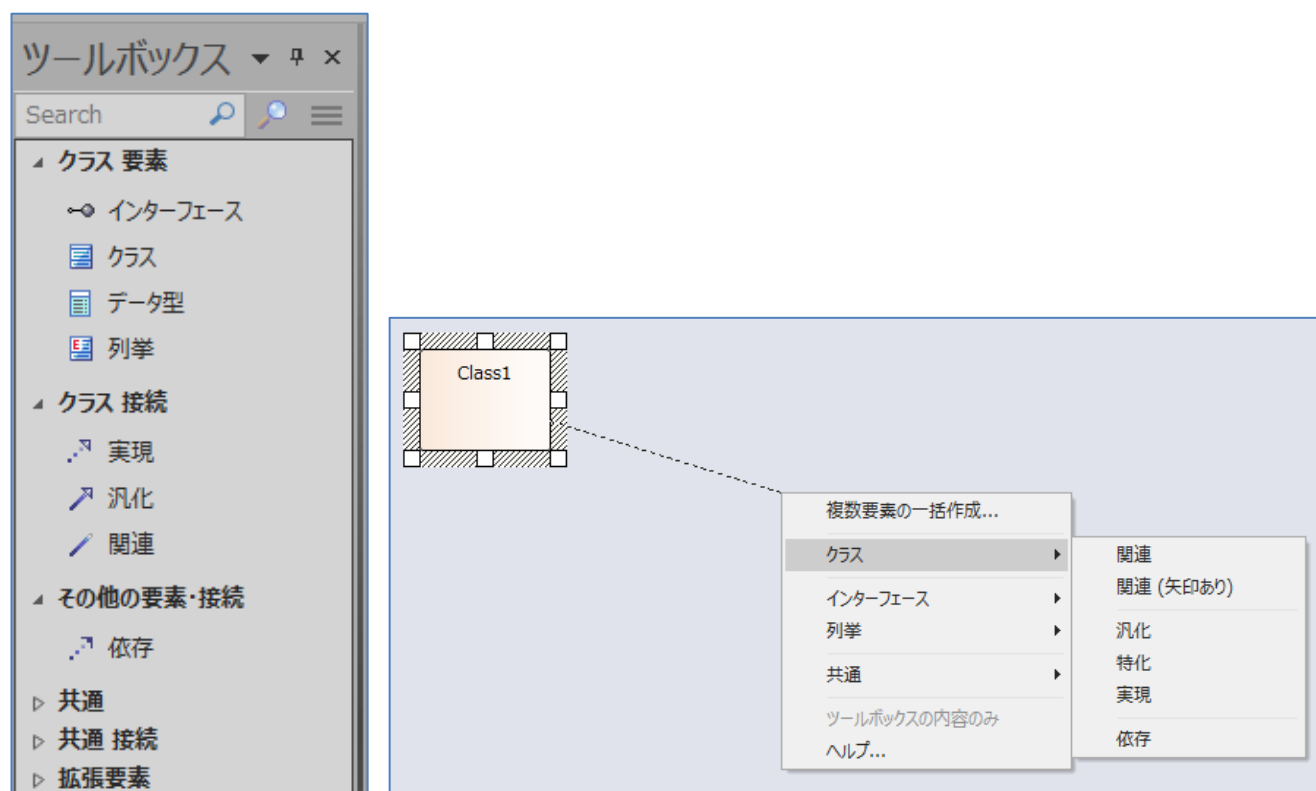 ツールボックス
Search
クラス 要素
インターフェース
クラス
データ型
列挙
クラス 接続
実現
汎化
関連
その他の要素・接続
依存
共通
共通 接続
拡張要素
Class1
複数要素の一括作成...
クラス
インターフェース
列挙
共通
ツールボックスの内容のみ
ヘルプ...
関連
関連 (矢印あり)
汎化
特化
実現
依存